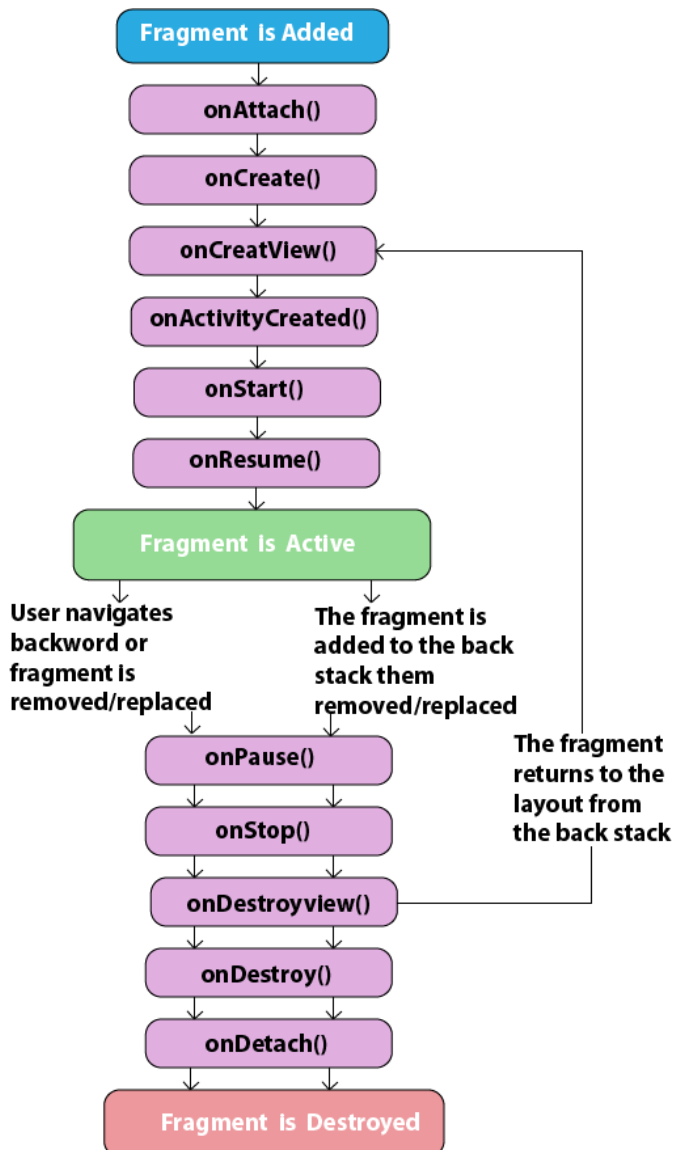 Fragment is Added
onAttach()
onCreate()
onCreatView()
onActivityCreated()
onStart()
onResume()
Fragment is Active
User navigates
backword or
fragment is
removed/replaced
The fragment is
added to the back
stack them
removed/replaced
onPause()
The fragment
returns to the
layout from
the back stack
onStop()
onDestroyview()
onDestroy()
onDetach()
Fragment is Destroyed